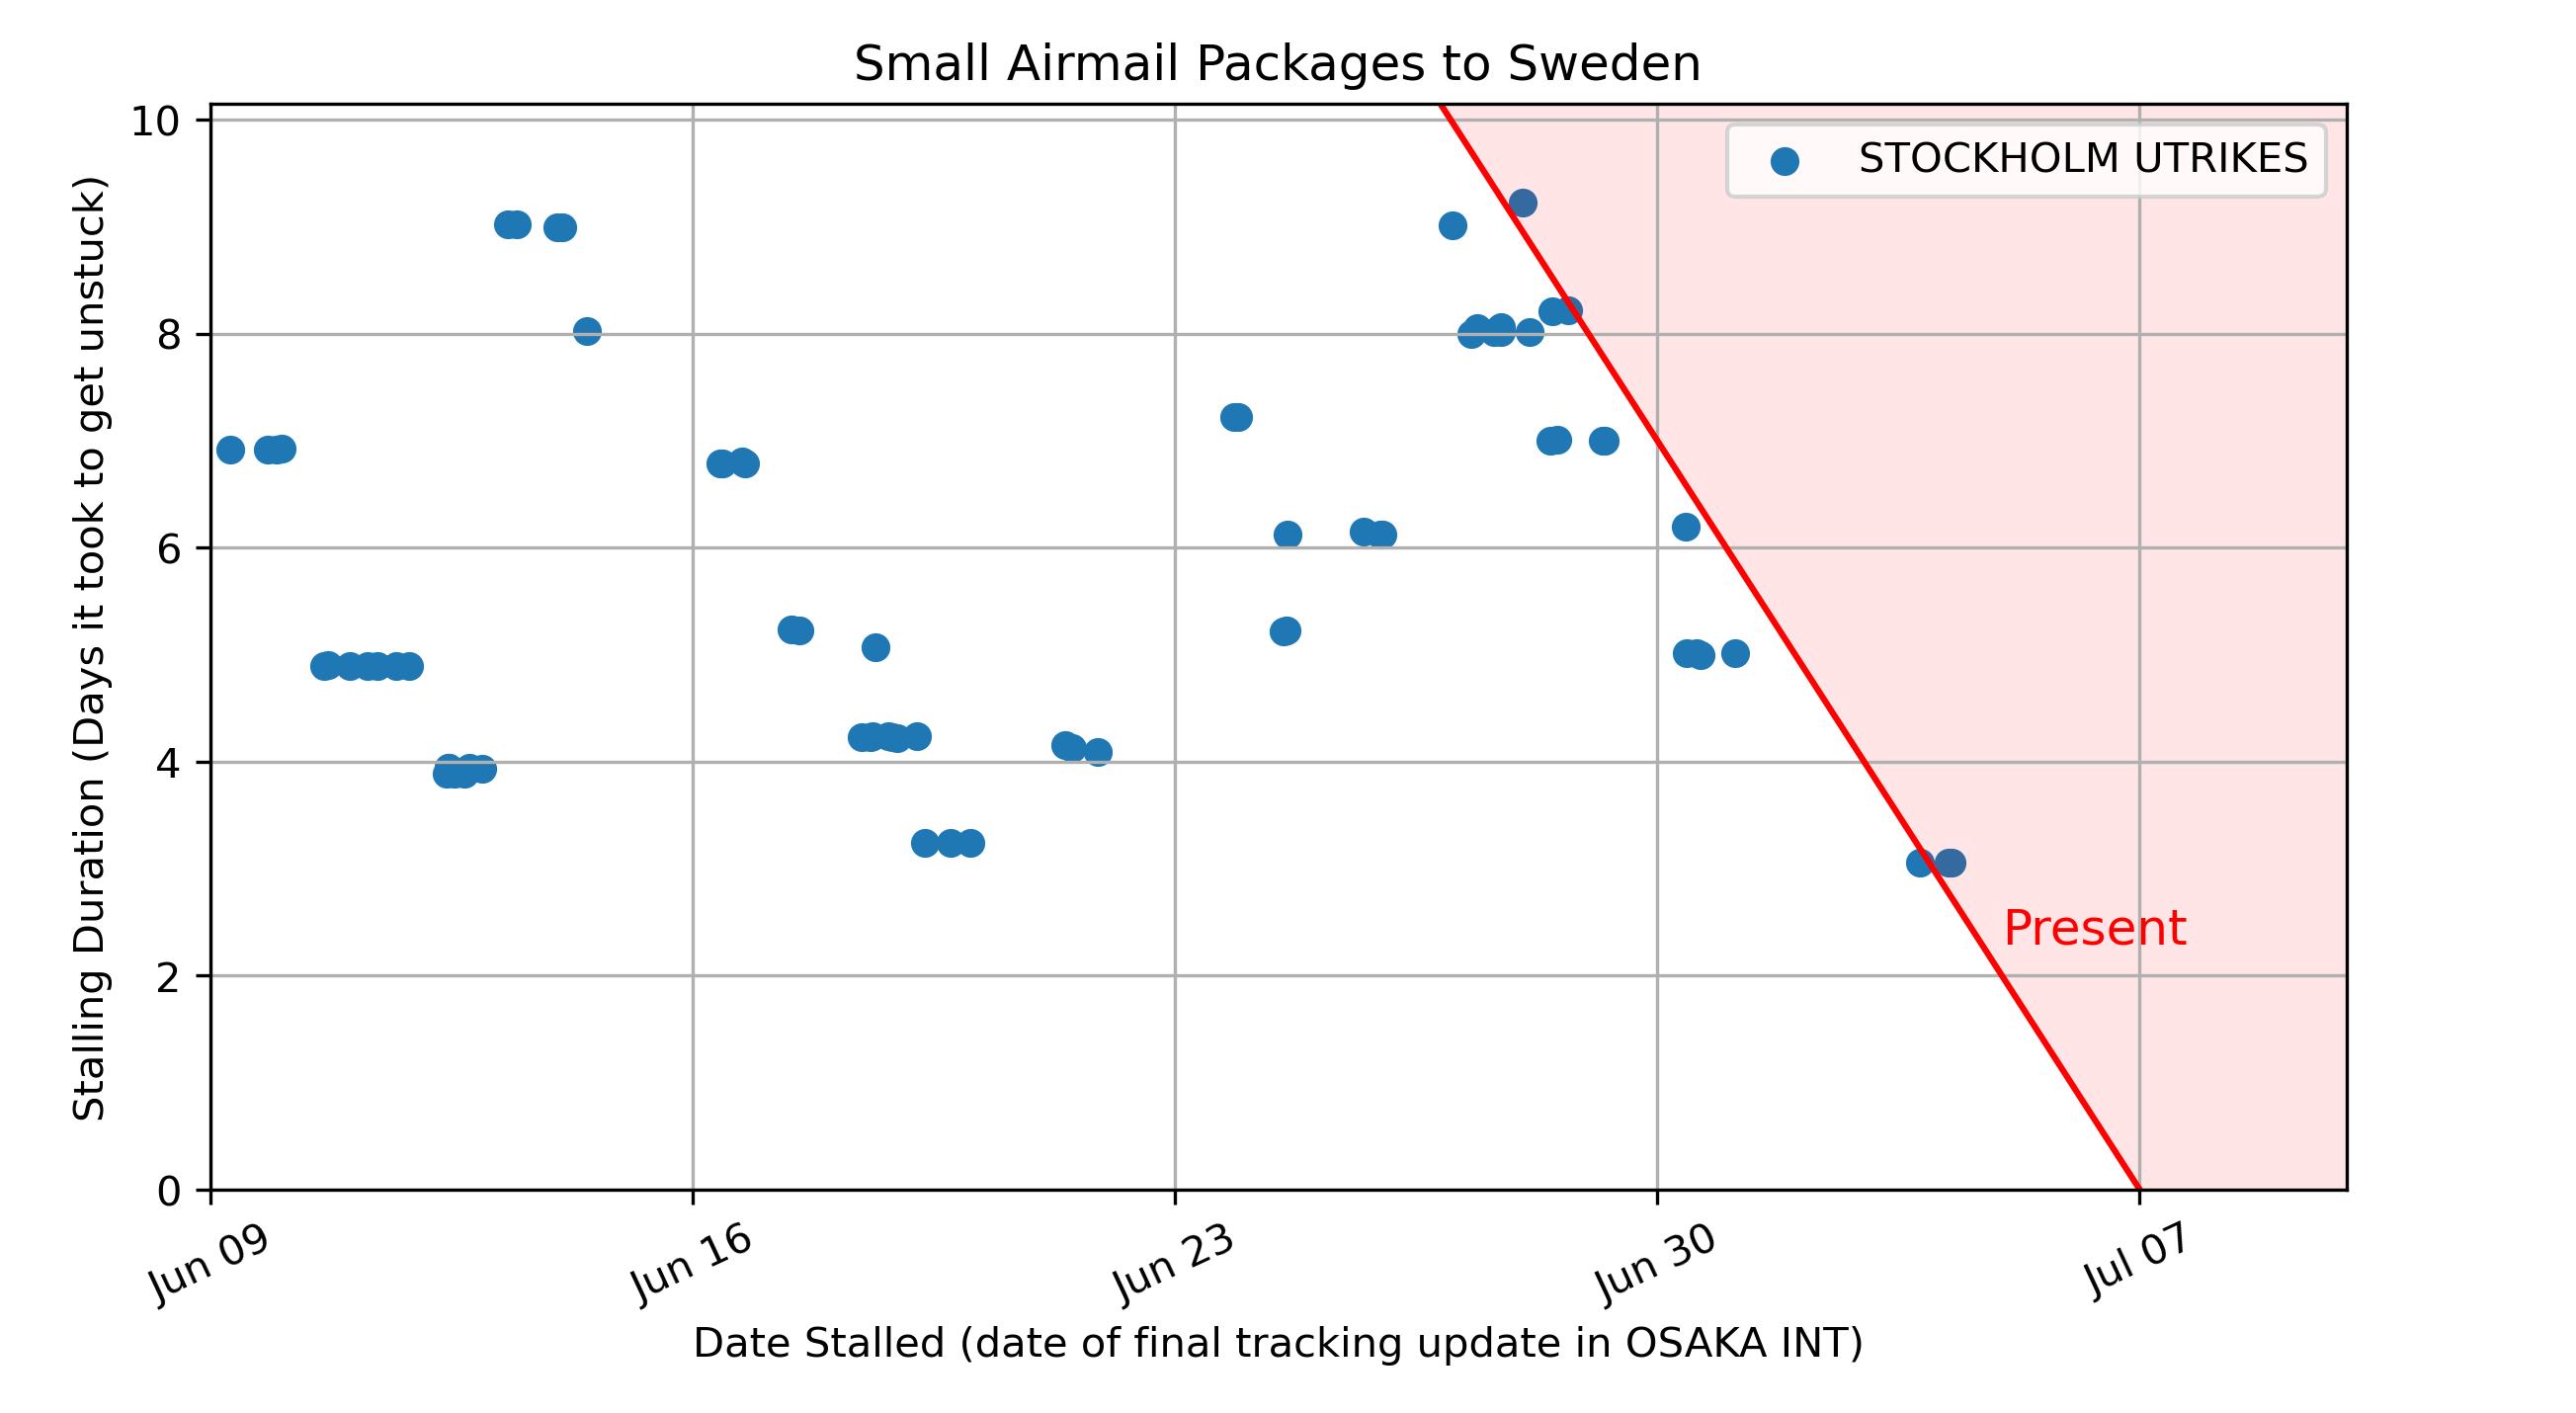 Small Airmail Packages to Sweden
STOCKHOLM UTRIKES
Present
Stalling Duration (Days it took to get unstuck)
10
8
6
4
2
0
Jun 09
Jun 16
Jun 23
Jun 30
Jul 07
Date Stalled (date of final tracking update in OSAKA INT)